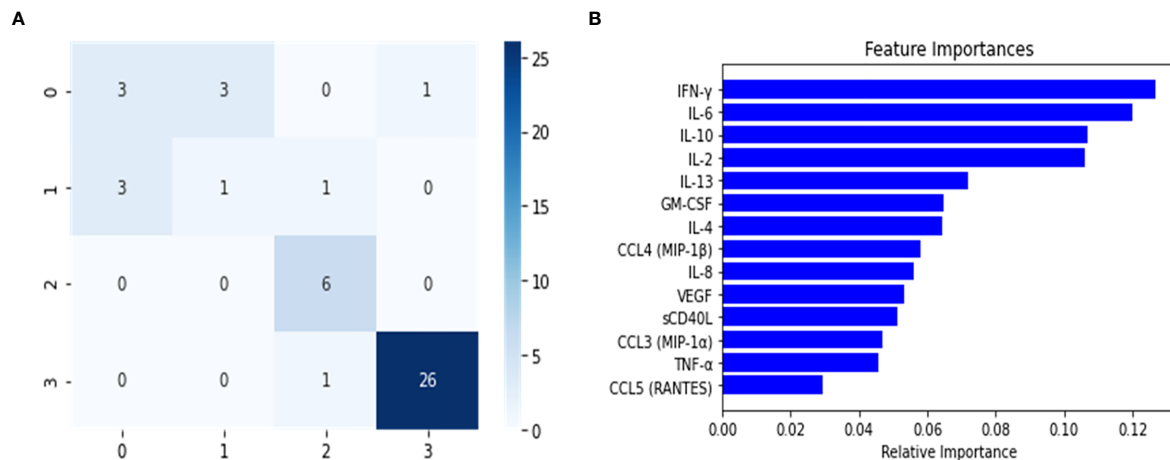 A
0 3 3 0 1
1 3 1 1 0
2 0 0 6 0
3 0 0 1 26
0 1 2 3
25
20
15
10
5
0
B
Feature Importances
IFN-γ
IL-6
IL-10
IL-2
IL-13
GM-CSF
IL-4
CCL4 (MIP-1β)
IL-8
VEGF
sCD40L
CCL3 (MIP-1α)
TNF-α
CCL5 (RANTES)
0.00 0.02 0.04 0.06 0.08 0.10 0.12
Relative Importance